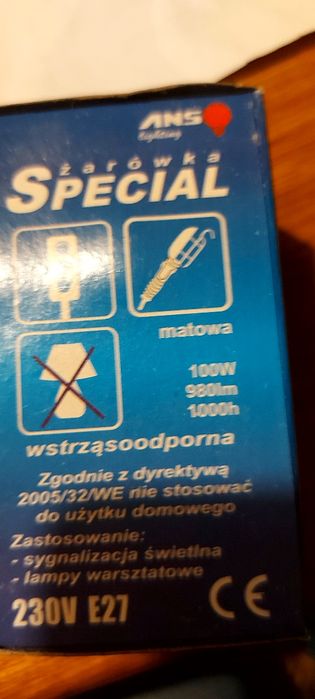 ANS
lighting
żarówka
SPECIAL
matowa
100W
980lm
1000h
wstrząsoodporna
Zgodnie z dyrektywą
2005/32/WE nie stosować
do użytku domowego
Zastosowanie:
- sygnalizacja świetlna
- lampy warsztatowe
230V E27 CE